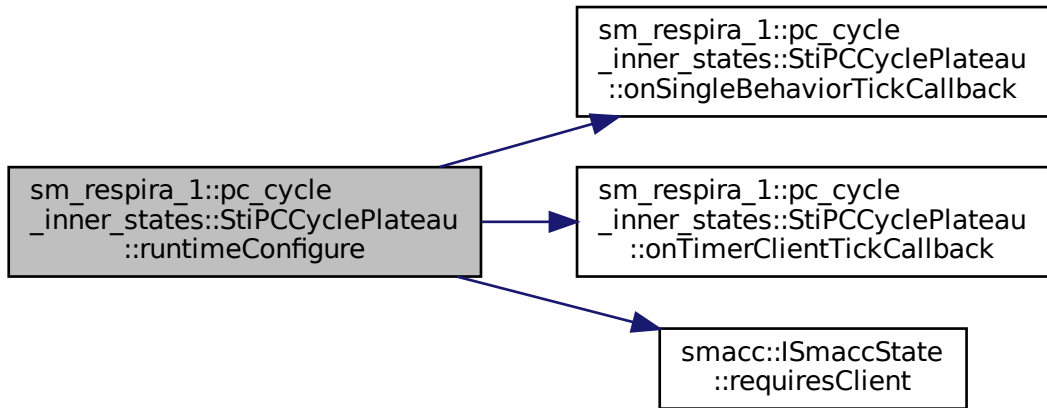 sm_respira_1::pc_cycle
_inner_states::StiPCCyclePlateau
::runtimeConfigure
sm_respira_1::pc_cycle
_inner_states::StiPCCyclePlateau
::onSingleBehaviorTickCallback
sm_respira_1::pc_cycle
_inner_states::StiPCCyclePlateau
::onTimerClientTickCallback
smacc::ISmaccState
::requiresClient